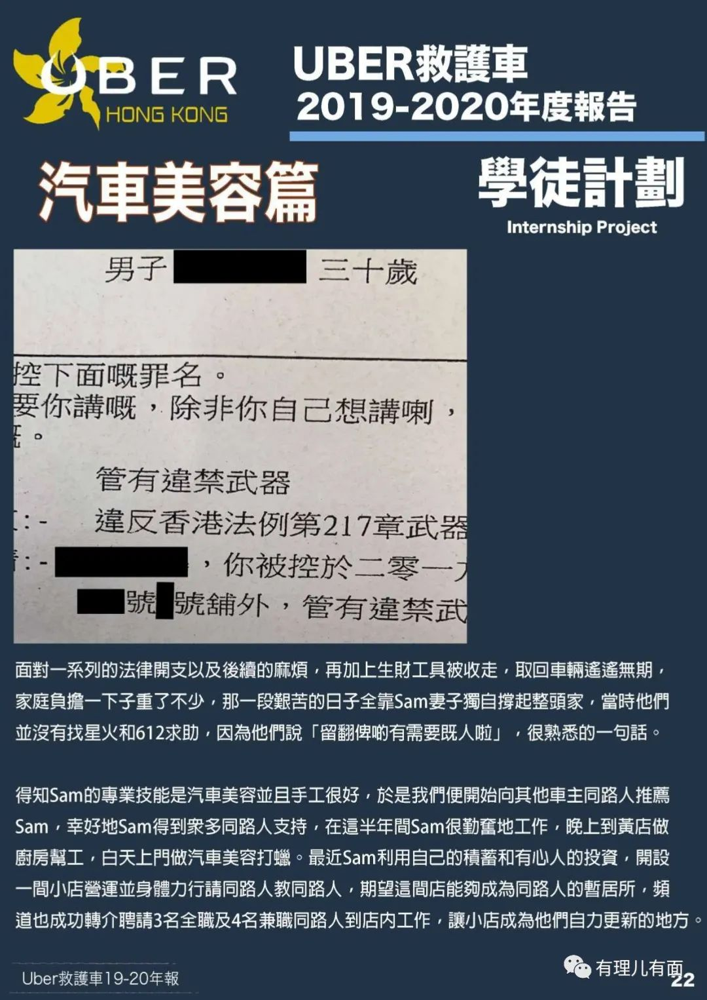 UBER
HONG KONG
UBER救護車
2019-2020年度報告
汽車美容篇
學徒計劃
Internship Project
男子 三十歲
控下面嘅罪名。
要你講嘅，除非你自己想講喇，
。
管有違禁武器
:- 違反香港法例第217章武器
:- ，你被控於二零一
號 號舖外，管有違禁武
面對一系列的法律開支以及後續的麻煩，再加上生財工具被收走，取回車輛遙遙無期，
家庭負擔一下子重了不少，那一段艱苦的日子全靠Sam妻子獨自撐起整頭家，當時他們
並沒有找星火和612求助，因為他們說「留翻俾啲有需要既人啦」，很熟悉的一句話。
得知Sam的專業技能是汽車美容並且手工很好，於是我們便開始向其他車主同路人推薦
Sam，幸好地Sam得到衆多同路人支持，在這半年間Sam很勤奮地工作，晚上到黃店做
廚房幫工，白天上門做汽車美容打蠟。最近Sam利用自己的積蓄和有心人的投資，開設
一間小店營運並身體力行請同路人教同路人，期望這間店能夠成為同路人的暫居所，頻
道也成功轉介聘請3名全職及4名兼職同路人到店內工作，讓小店成為他們自力更新的地方。
有理儿有面
Uber救護車19-20年報
22